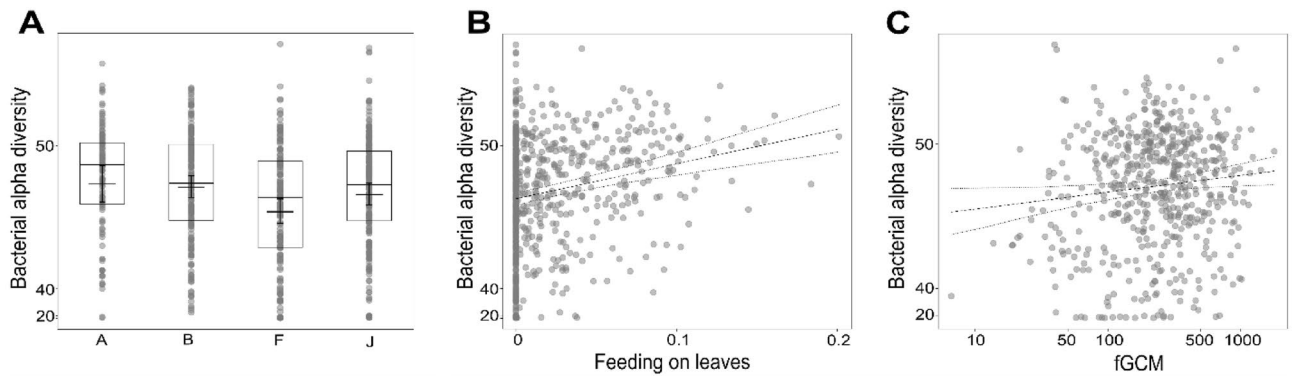 A
Bacterial alpha diversity
50
40
20
A B F J
B
Bacterial alpha diversity
50
40
20
0 0.1 0.2
Feeding on leaves
C
Bacterial alpha diversity
50
40
20
10 50 100 500 1000
fGCM